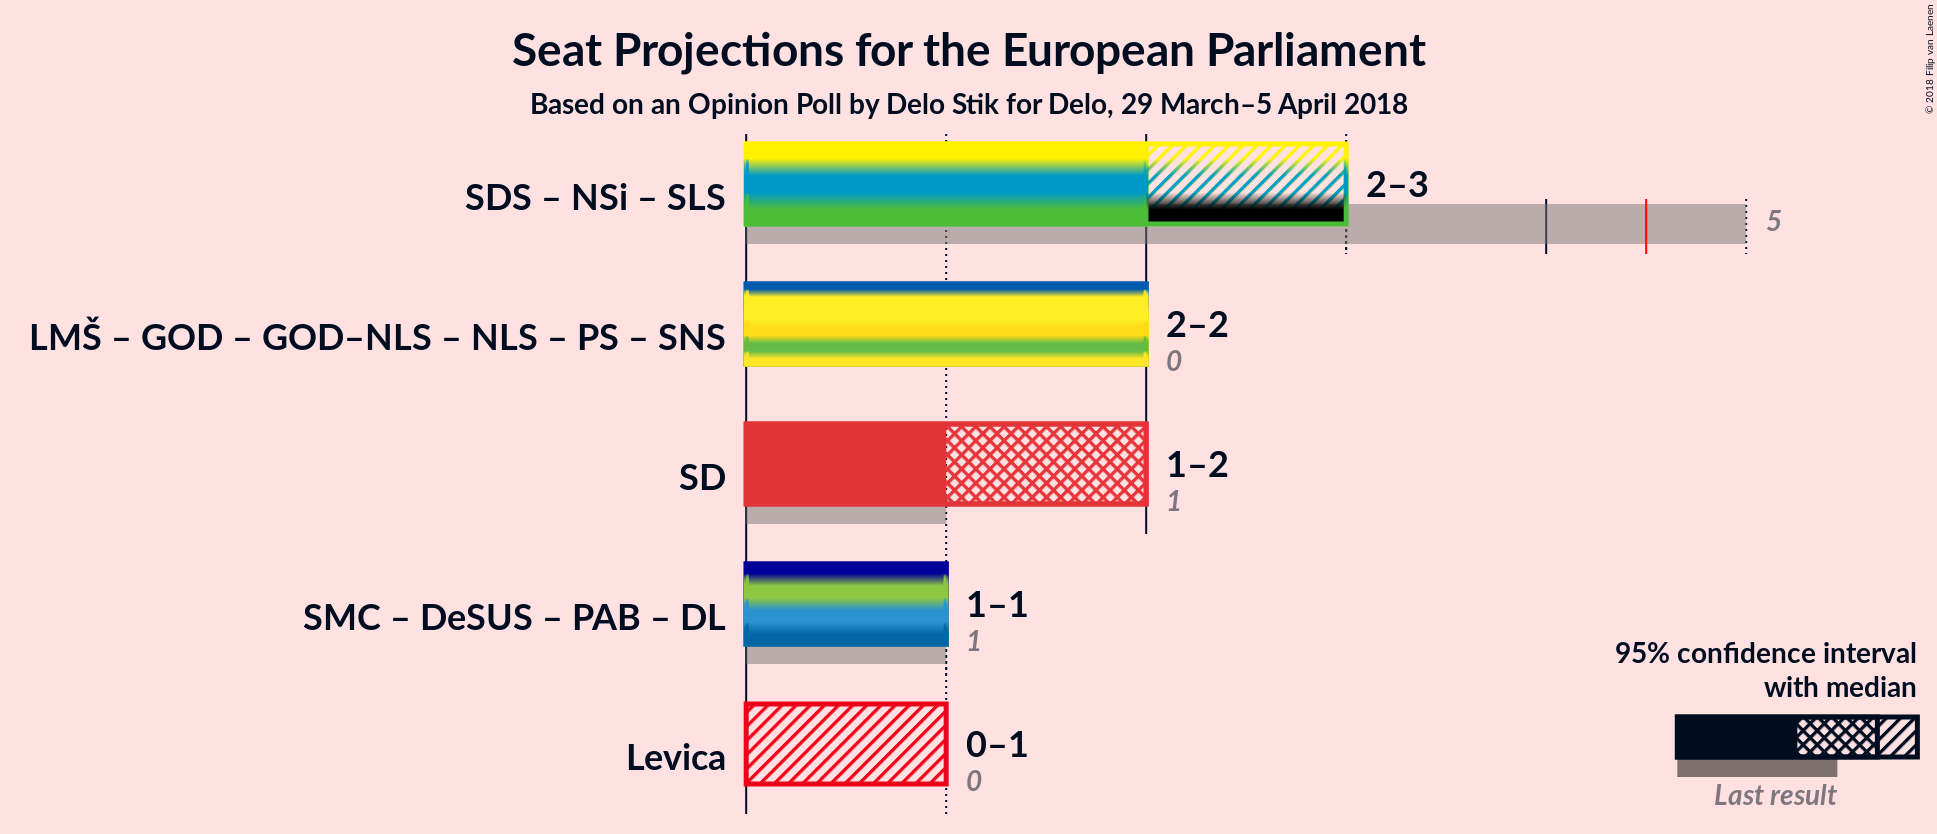 Seat Projections for the European Parliament
Based on an Opinion Poll by Delo Stik for Delo, 29 March–5 April 2018
© 2018 Filip van Laenen
SDS – NSi – SLS
2–3
5
LMŠ – GOD – GOD–NLS – NLS – PS – SNS
2–2
0
SD
1–2
1
SMC – DeSUS – PAB – DL
1–1
1
Levica
0–1
0
95% confidence interval
with median
Last result